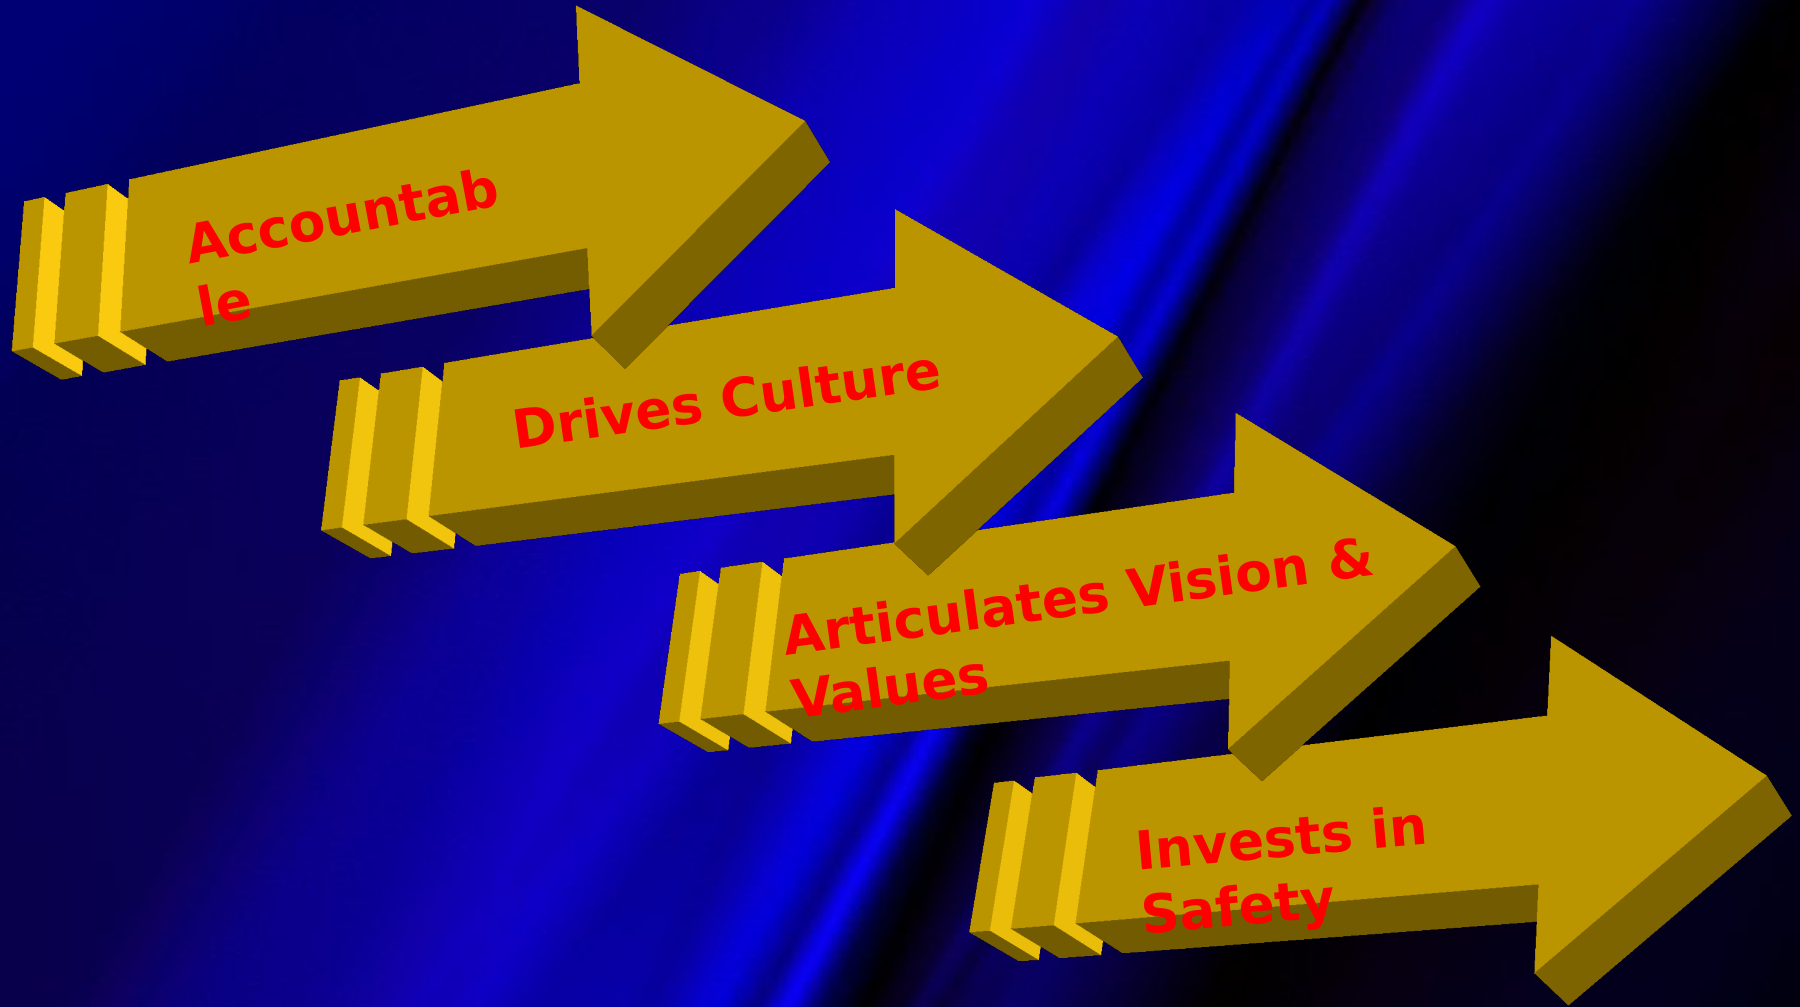 Accountab
le
Drives Culture
Articulates Vision &
Values
Invests in
Safety